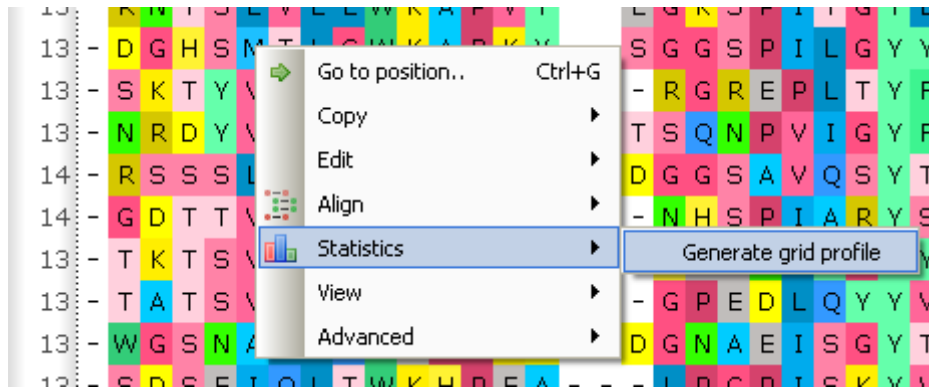 13 - D G H S S G G S P I L G Y
13 - S K T Y - R G R E P L T Y
13 - N R D Y T S Q N P V I G Y
14 - R S S S L D G G S A V Q S Y T
14 - G D T T - N H S P I A R Y S
13 - T K T S
13 - T A T S - G P E D L Q Y Y V
13 - W G S N A D G N A E I S G Y T
Go to position.. Ctrl+G
Copy
Edit
Align
Statistics
View
Advanced
Generate grid profile